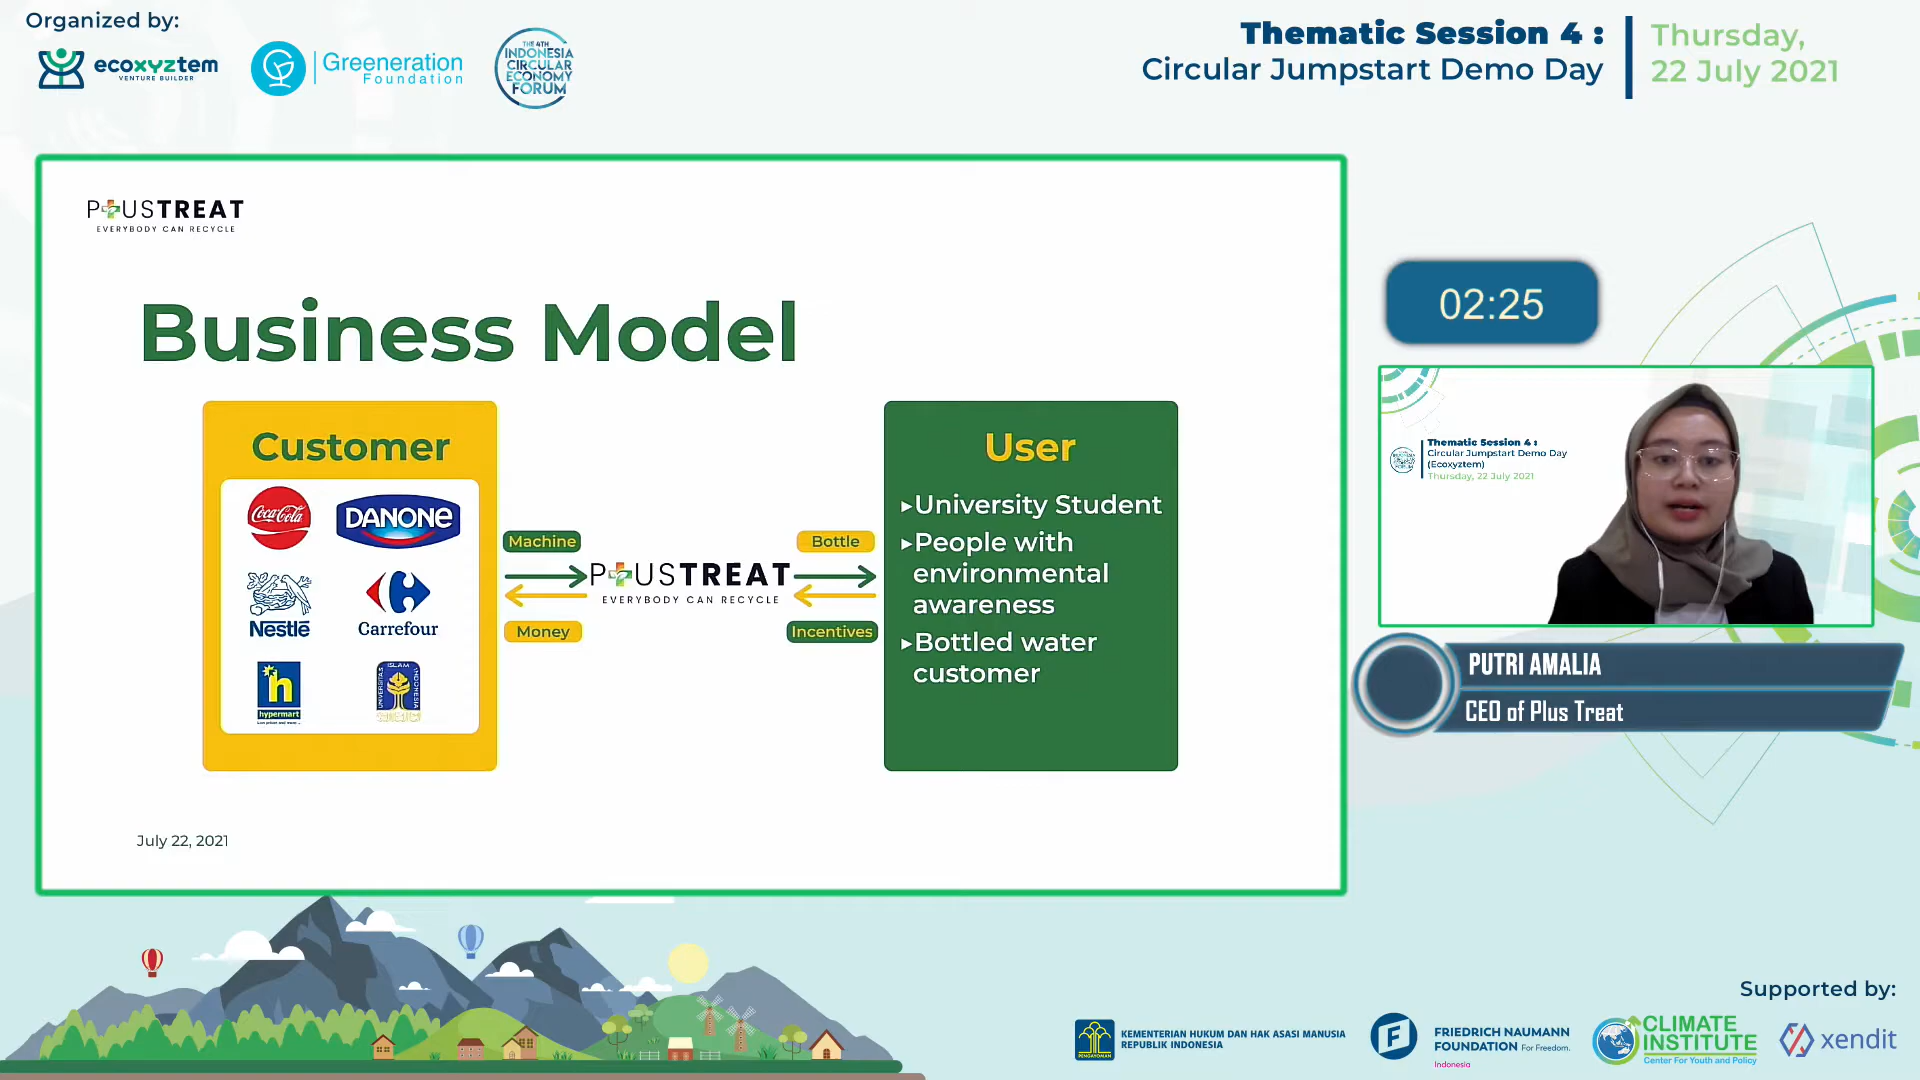 Organized by:
ecoxyztem
VENTURE BUILDER
Greeneration
Foundation
THE 4TH
INDONESIA
CIRCULAR
ECONOMY
FORUM
Thematic Session 4 :
Circular Jumpstart Demo Day
Thursday,
22 July 2021
PLUSTREAT
EVERYBODY CAN RECYCLE
Business Model
Customer
Coca-Cola
DANONE
Nestlé
Carrefour
h
hypermart
UNIVERSITAS ISLAM INDONESIA
Machine
Money
PLUSTREAT
EVERYBODY CAN RECYCLE
Bottle
Incentives
User
▸University Student
▸People with
environmental
awareness
▸Bottled water
customer
July 22, 2021
02:25
Thematic Session 4 :
Circular Jumpstart Demo Day
(Ecoxyztem)
Thursday, 22 July 2021
PUTRI AMALIA
CEO of Plus Treat
Supported by:
PENGAYOMAN
KEMENTERIAN HUKUM DAN HAK ASASI MANUSIA
REPUBLIK INDONESIA
FRIEDRICH NAUMANN
FOUNDATION For Freedom.
Indonesia
CLIMATE
INSTITUTE
Center For Youth and Policy
xendit